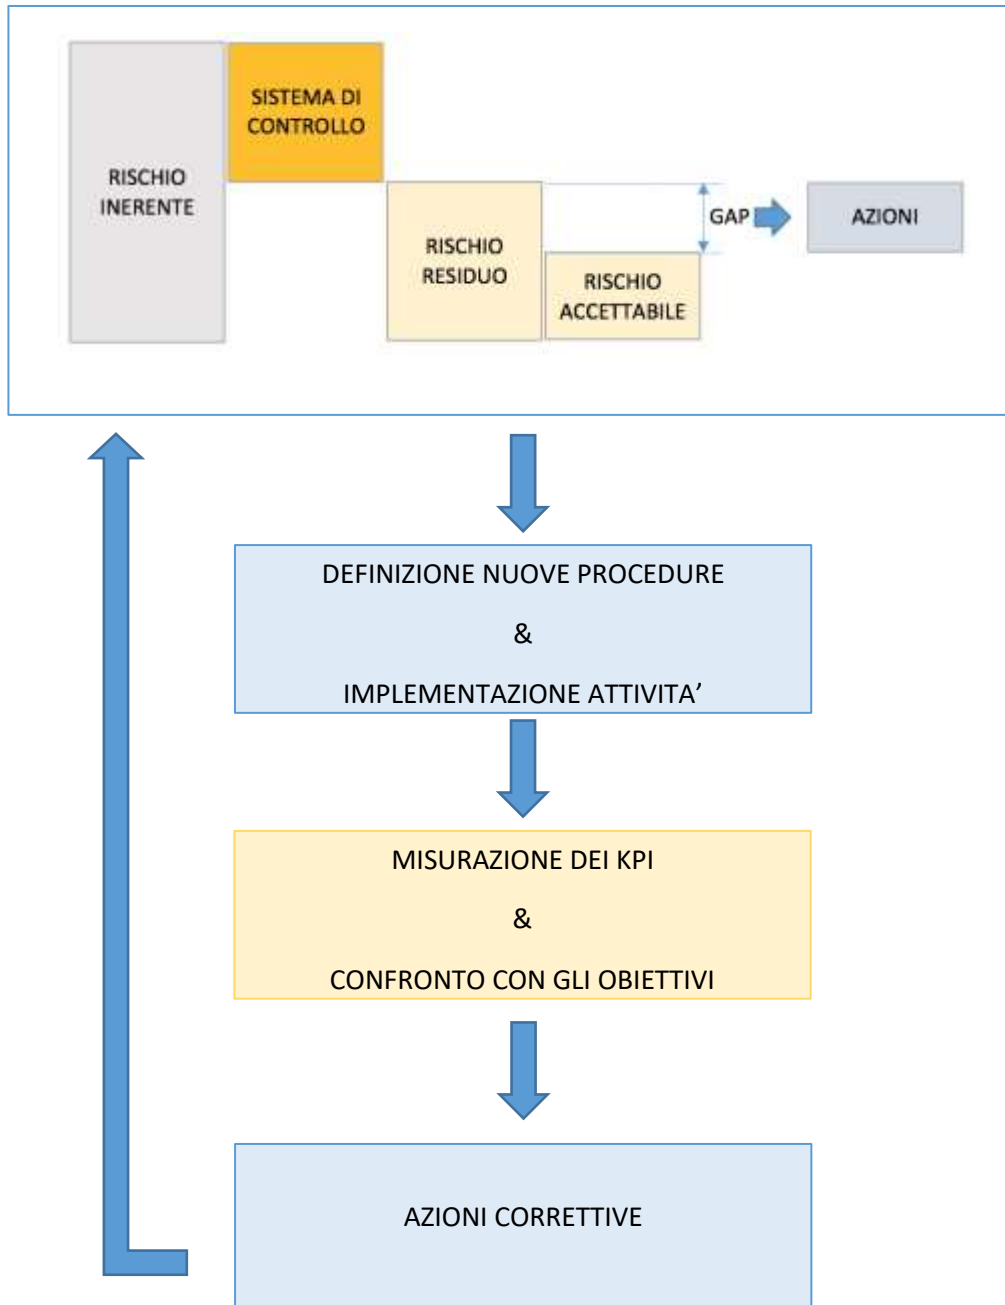 SISTEMA DI
CONTROLLO
RISCHIO
INERENTE
RISCHIO
RESIDUO
RISCHIO
ACCETTABILE
GAP
AZIONI
DEFINIZIONE NUOVE PROCEDURE
&
IMPLEMENTAZIONE ATTIVITA’
MISURAZIONE DEI KPI
&
CONFRONTO CON GLI OBIETTIVI
AZIONI CORRETTIVE